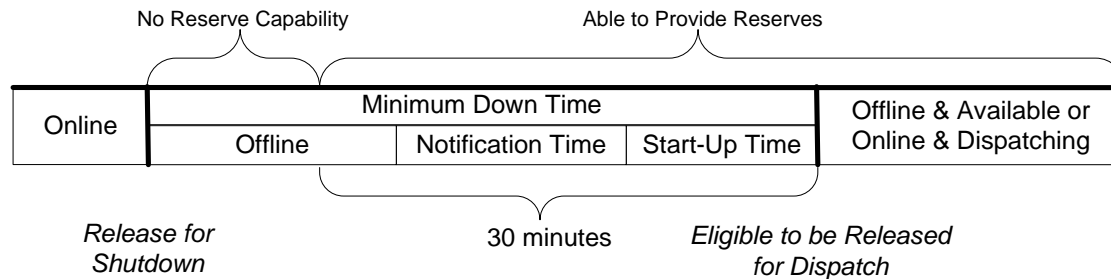 No Reserve Capability
Able to Provide Reserves
Online
Minimum Down Time
Offline
Notification Time
Start-Up Time
Offline & Available or
Online & Dispatching
Release for
Shutdown
30 minutes
Eligible to be Released
for Dispatch